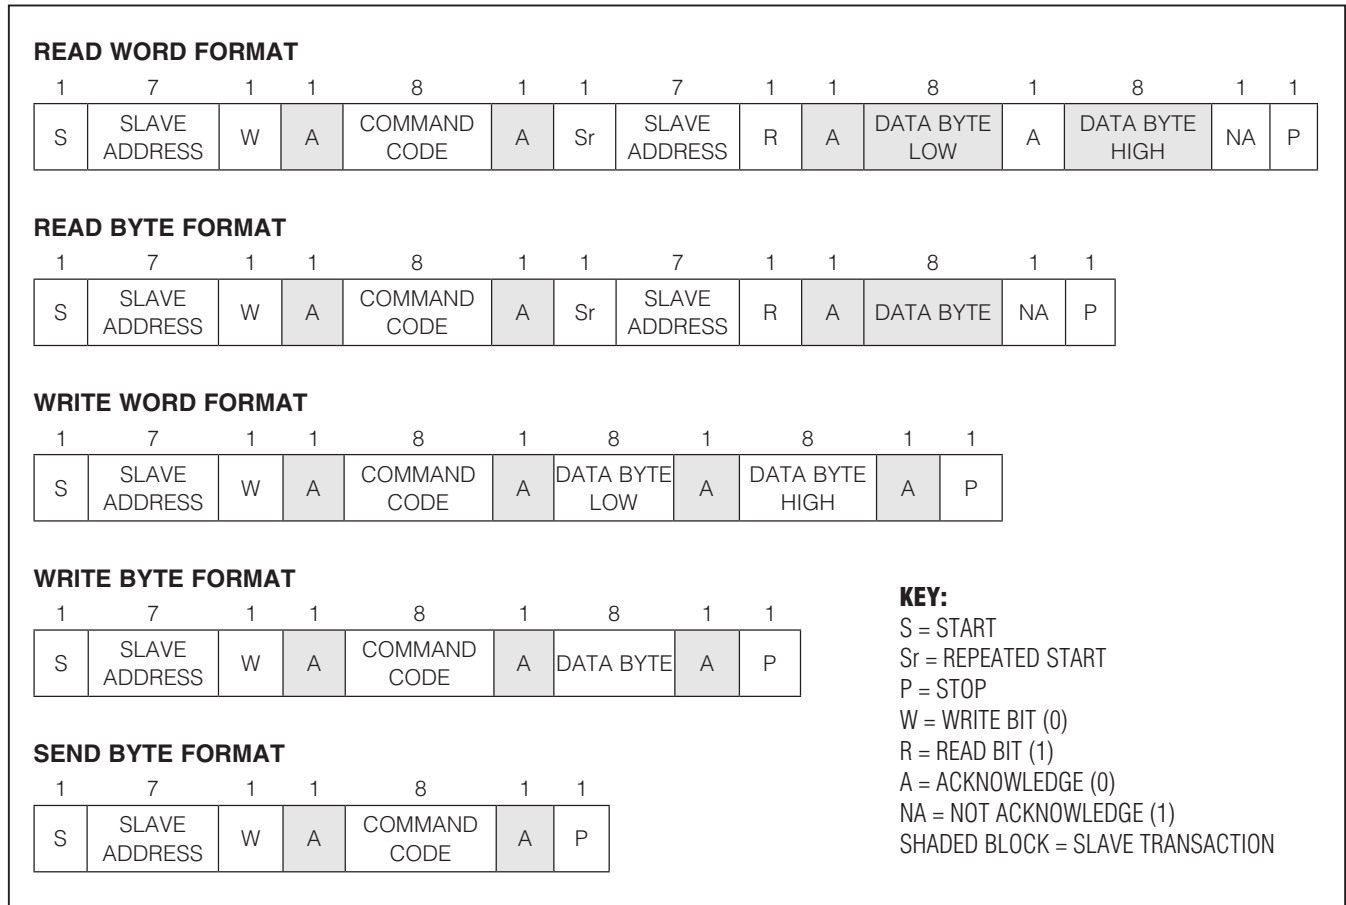 READ WORD FORMAT
1 7 1 1 8 1 1 7 1 1 8 1 8 1 1
S SLAVE ADDRESS W A COMMAND CODE A Sr SLAVE ADDRESS R A DATA BYTE LOW A DATA BYTE HIGH NA P
READ BYTE FORMAT
1 7 1 1 8 1 1 7 1 1 8 1 1
S SLAVE ADDRESS W A COMMAND CODE A Sr SLAVE ADDRESS R A DATA BYTE NA P
WRITE WORD FORMAT
1 7 1 1 8 1 8 1 8 1 1
S SLAVE ADDRESS W A COMMAND CODE A DATA BYTE LOW A DATA BYTE HIGH A P
WRITE BYTE FORMAT
1 7 1 1 8 1 8 1 1
S SLAVE ADDRESS W A COMMAND CODE A DATA BYTE A P
SEND BYTE FORMAT
1 7 1 1 8 1 1
S SLAVE ADDRESS W A COMMAND CODE A P
KEY:
S = START
Sr = REPEATED START
P = STOP
W = WRITE BIT (0)
R = READ BIT (1)
A = ACKNOWLEDGE (0)
NA = NOT ACKNOWLEDGE (1)
SHADED BLOCK = SLAVE TRANSACTION